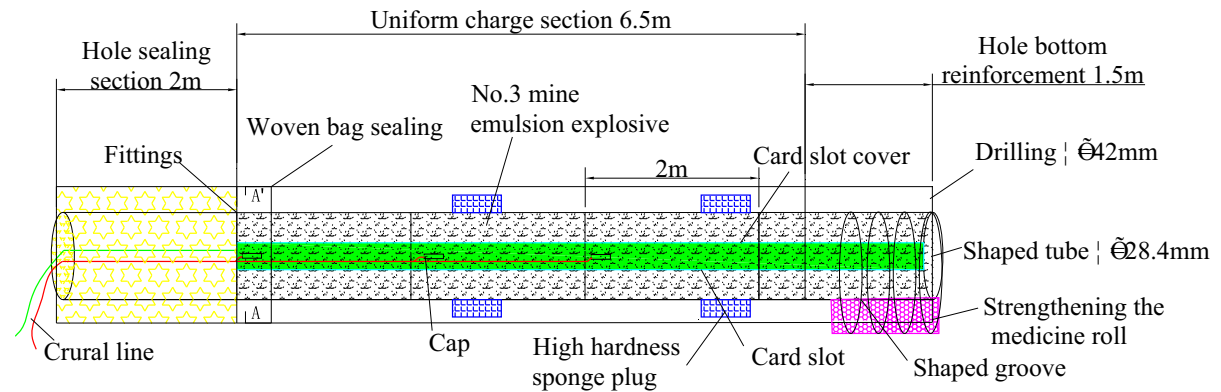 Uniform charge section 6.5m
Hole sealing
section 2m
Hole bottom
reinforcement 1.5m
No.3 mine
emulsion explosive
Woven bag sealing
Fittings
Card slot cover
2m
Drilling ¦ ÕÕ42mm
A'
Shaped tube ¦ ÕÕ28.4mm
A
Strengthening the
medicine roll
Crural line
Cap
High hardness
sponge plug
Card slot
Shaped groove